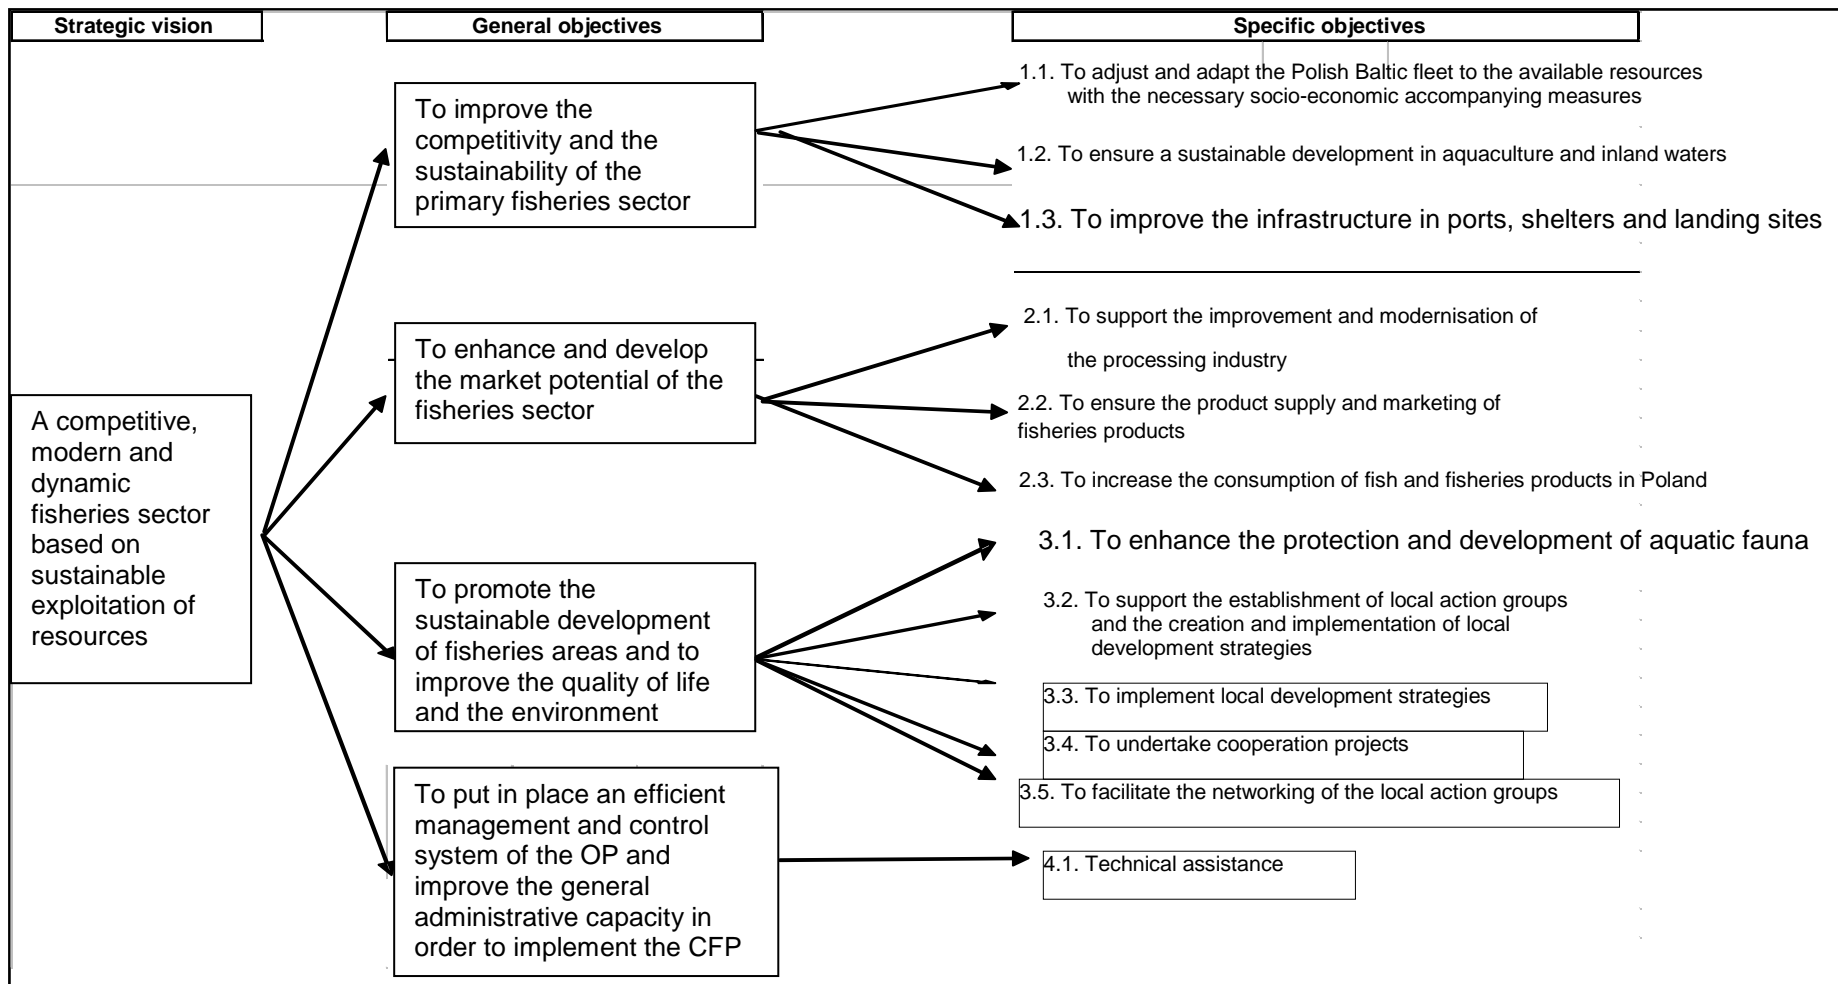 Strategic vision
General objectives
Specific objectives
A competitive,
modern and
dynamic
fisheries sector
based on
sustainable
exploitation of
resources
To improve the
competitivity and the
sustainability of the
primary fisheries sector
To enhance and develop
the market potential of the
fisheries sector
To promote the
sustainable development
of fisheries areas and to
improve the quality of life
and the environment
To put in place an efficient
management and control
system of the OP and
improve the general
administrative capacity in
order to implement the CFP
1.1. To adjust and adapt the Polish Baltic fleet to the available resources
with the necessary socio-economic accompanying measures
1.2. To ensure a sustainable development in aquaculture and inland waters
1.3. To improve the infrastructure in ports, shelters and landing sites
2.1. To support the improvement and modernisation of
the processing industry
2.2. To ensure the product supply and marketing of
fisheries products
2.3. To increase the consumption of fish and fisheries products in Poland
3.1. To enhance the protection and development of aquatic fauna
3.2. To support the establishment of local action groups
and the creation and implementation of local
development strategies
3.3. To implement local development strategies
3.4. To undertake cooperation projects
3.5. To facilitate the networking of the local action groups
4.1. Technical assistance